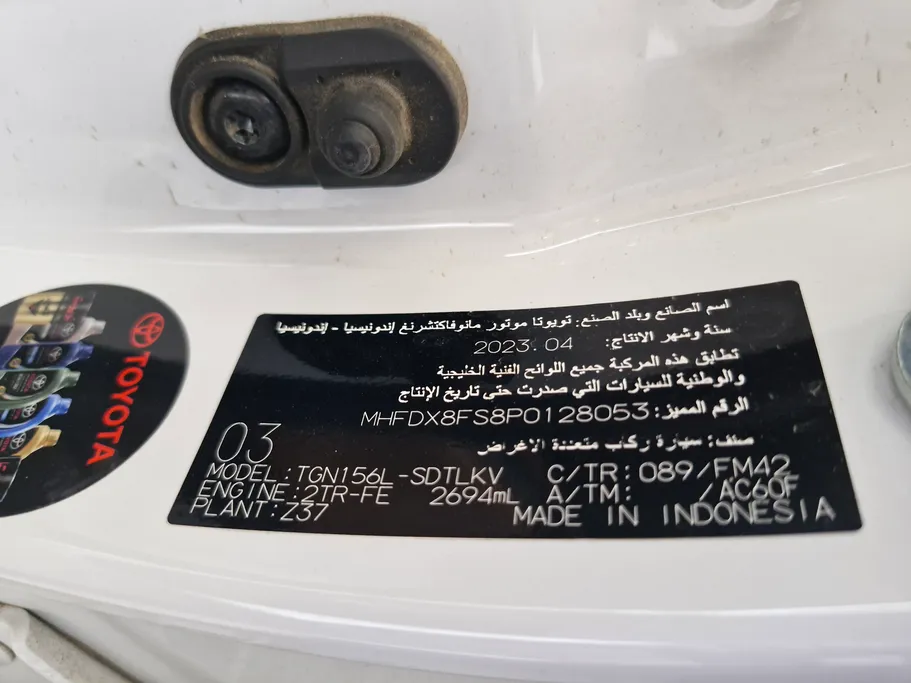 TOYOTA
اسم الصانع وبلد الصنع: تويوتا موتور مانوفاكتشرنغ إندونيسيا - إندونيسيا
سنة وشهر الانتاج: 2023.04
تطابق هذه المركبة جميع اللوائح الفنية الخليجية
والوطنية للسيارات التي صدرت حتى تاريخ الإنتاج
الرقم المميز: MHFDX8FS8P0128053
صنف: سيارة ركاب متعددة الإغراض
03
MODEL:TGN156L-SDTLKV C/TR:089/FM42
ENGINE:2TR-FE 2694mL A/TM: /AC60F
PLANT:Z37 MADE IN INDONESIA